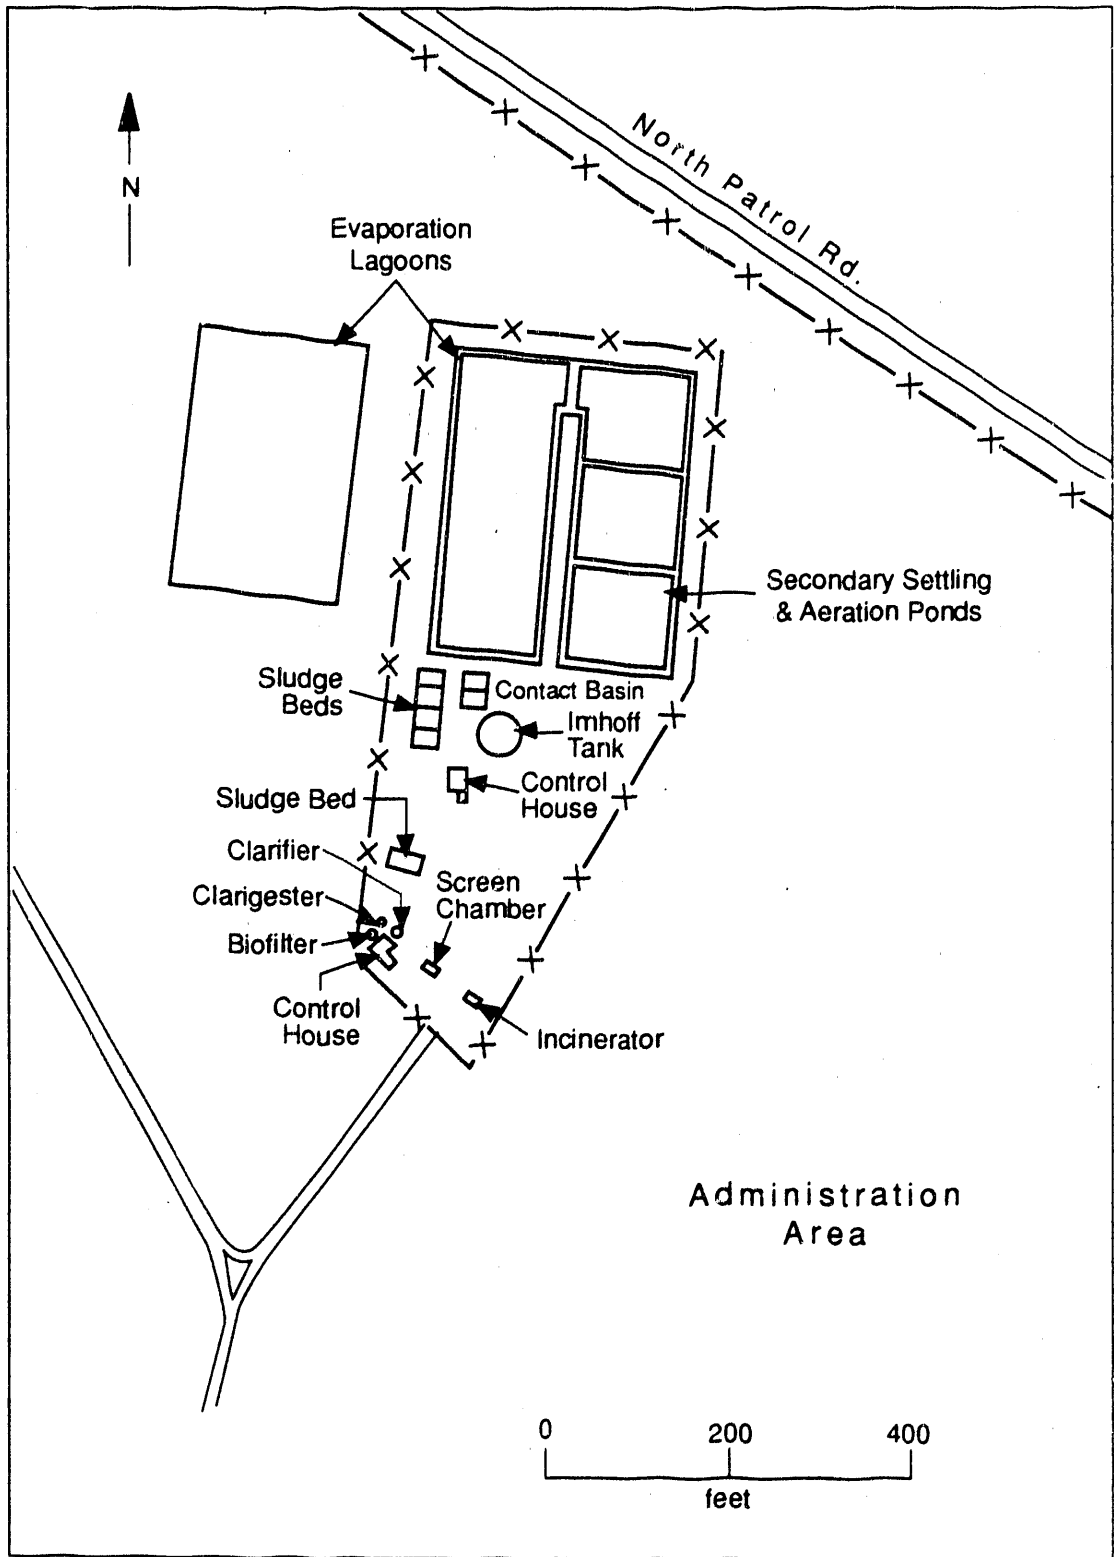 North Patrol Rd.
N
Evaporation
Lagoons
Secondary Settling
& Aeration Ponds
Sludge
Beds
Contact Basin
Imhoff
Tank
Control
House
Sludge Bed
Clarifier
Screen
Chamber
Clarigester
Biofilter
Control
House
Incinerator
Administration
Area
0 200 400
feet